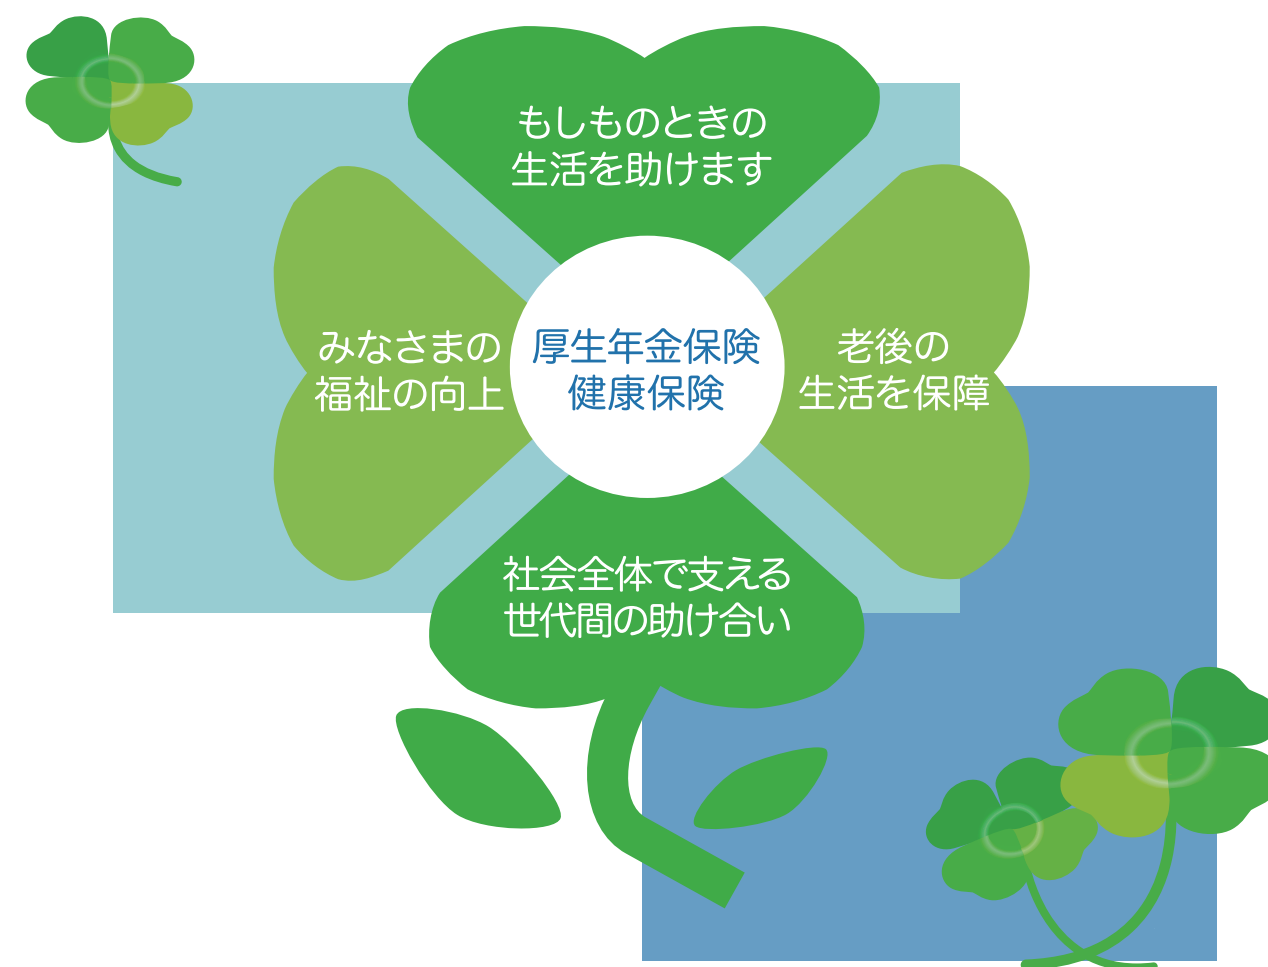 もしものときの
生活を助けます
みなさまの
福祉の向上
厚生年金保険
健康保険
老後の
生活を保障
社会全体で支える
世代間の助け合い